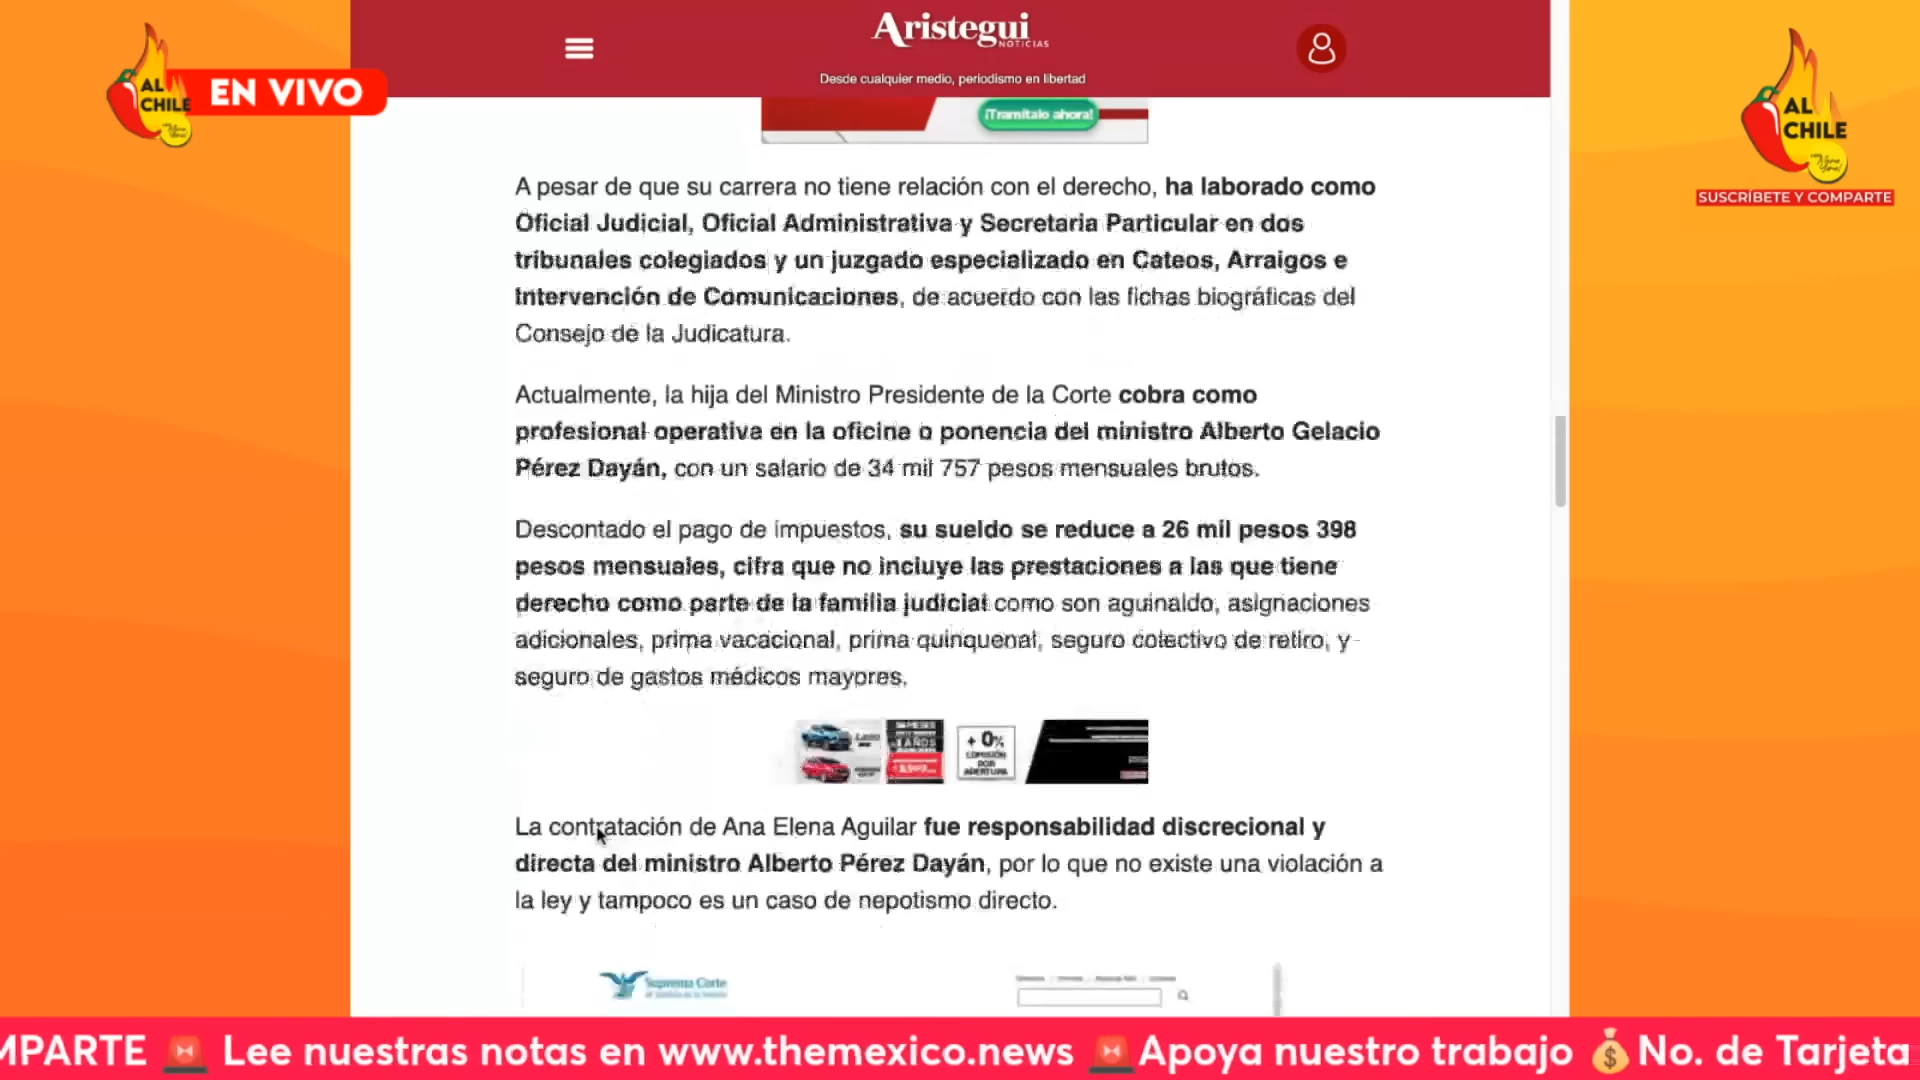 Aristegui
NOTICIAS
Desde cualquier medio, periodismo en libertad
AL
CHILE
EN VIVO
AL
CHILE
SUSCRÍBETE Y COMPARTE
¡Tramítalo ahora!
A pesar de que su carrera no tiene relación con el derecho, ha laborado como
Oficial Judicial, Oficial Administrativa y Secretaria Particular en dos
tribunales colegiados y un juzgado especializado en Cateos, Arraigos e
Intervención de Comunicaciones, de acuerdo con las fichas biográficas del
Consejo de la Judicatura.
Actualmente, la hija del Ministro Presidente de la Corte cobra como
profesional operativa en la oficina o ponencia del ministro Alberto Gelacio
Pérez Dayán, con un salario de 34 mil 757 pesos mensuales brutos.
Descontado el pago de impuestos, su sueldo se reduce a 26 mil pesos 398
pesos mensuales, cifra que no incluye las prestaciones a las que tiene
derecho como parte de la familia judicial como son aguinaldo, asignaciones
adicionales, prima vacacional, prima quinquenal, seguro colectivo de retiro, y
seguro de gastos médicos mayores.
+ 0%
COMISIÓN
POR
APERTURA
La contratación de Ana Elena Aguilar fue responsabilidad discrecional y
directa del ministro Alberto Pérez Dayán, por lo que no existe una violación a
la ley y tampoco es un caso de nepotismo directo.
Suprema Corte
MPARTE 🚨 Lee nuestras notas en www.themexico.news 🚨Apoya nuestro trabajo 💰No. de Tarjeta